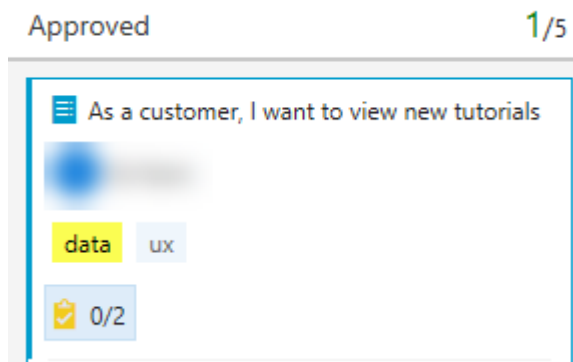 Approved 1/5
As a customer, I want to view new tutorials
data ux
0/2